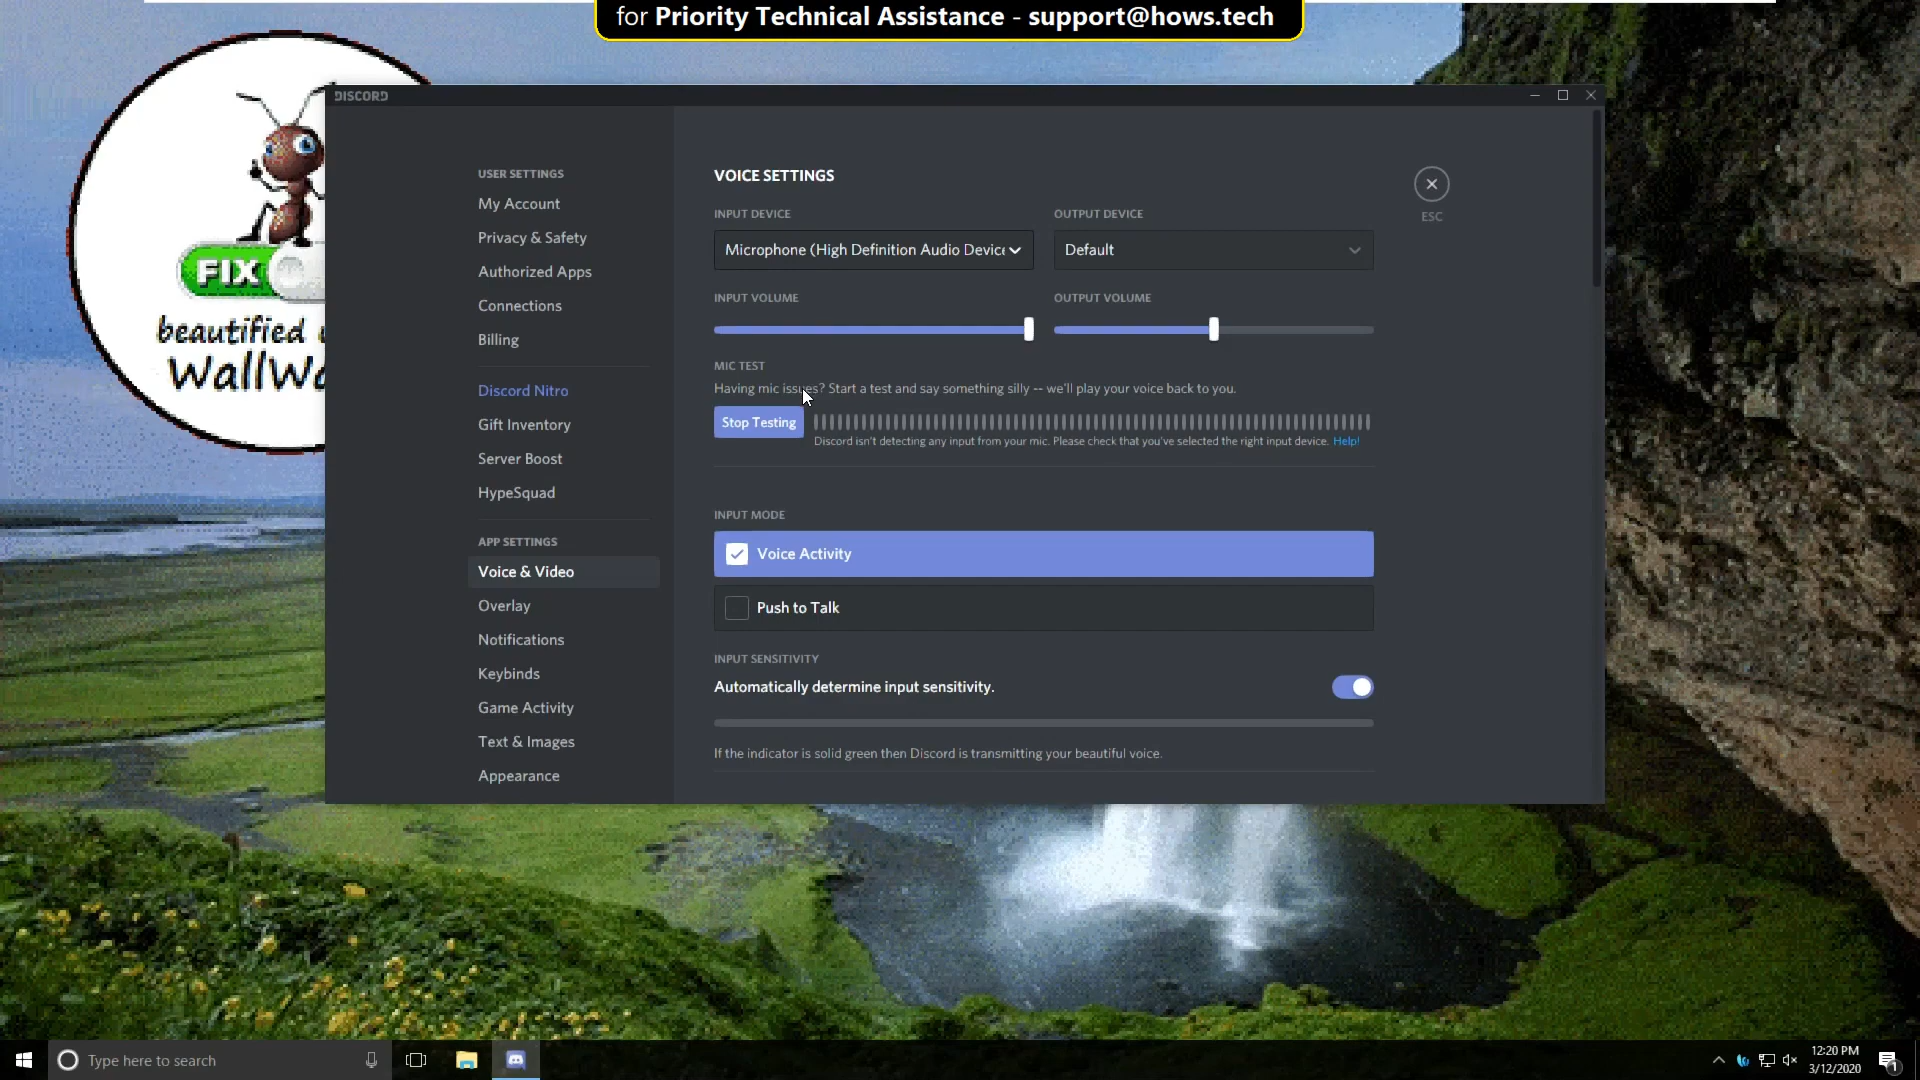 for Priority Technical Assistance - support@hows.tech
DISCORD
FIX
beautified
WallWo
USER SETTINGS
My Account
Privacy & Safety
Authorized Apps
Connections
Billing
Discord Nitro
Gift Inventory
Server Boost
HypeSquad
APP SETTINGS
Voice & Video
Overlay
Notifications
Keybinds
Game Activity
Text & Images
Appearance
VOICE SETTINGS
INPUT DEVICE
OUTPUT DEVICE
Microphone (High Definition Audio Device
Default
ESC
INPUT VOLUME
OUTPUT VOLUME
MIC TEST
Having mic issues? Start a test and say something silly -- we'll play your voice back to you.
Stop Testing
Discord isn't detecting any input from your mic. Please check that you've selected the right input device. Help!
INPUT MODE
Voice Activity
Push to Talk
INPUT SENSITIVITY
Automatically determine input sensitivity.
If the indicator is solid green then Discord is transmitting your beautiful voice.
Type here to search
12:20 PM
3/12/2020
1